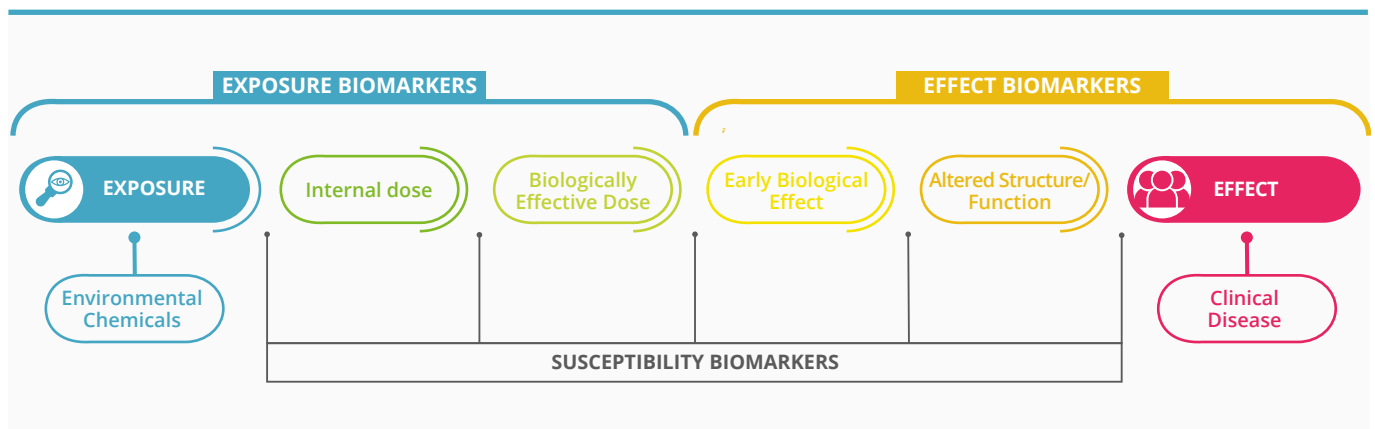 EXPOSURE BIOMARKERS
EFFECT BIOMARKERS
EXPOSURE
Internal dose
Biologically
Effective Dose
Early Biological
Effect
Altered Structure/
Function
EFFECT
Environmental
Chemicals
Clinical
Disease
SUSCEPTIBILITY BIOMARKERS